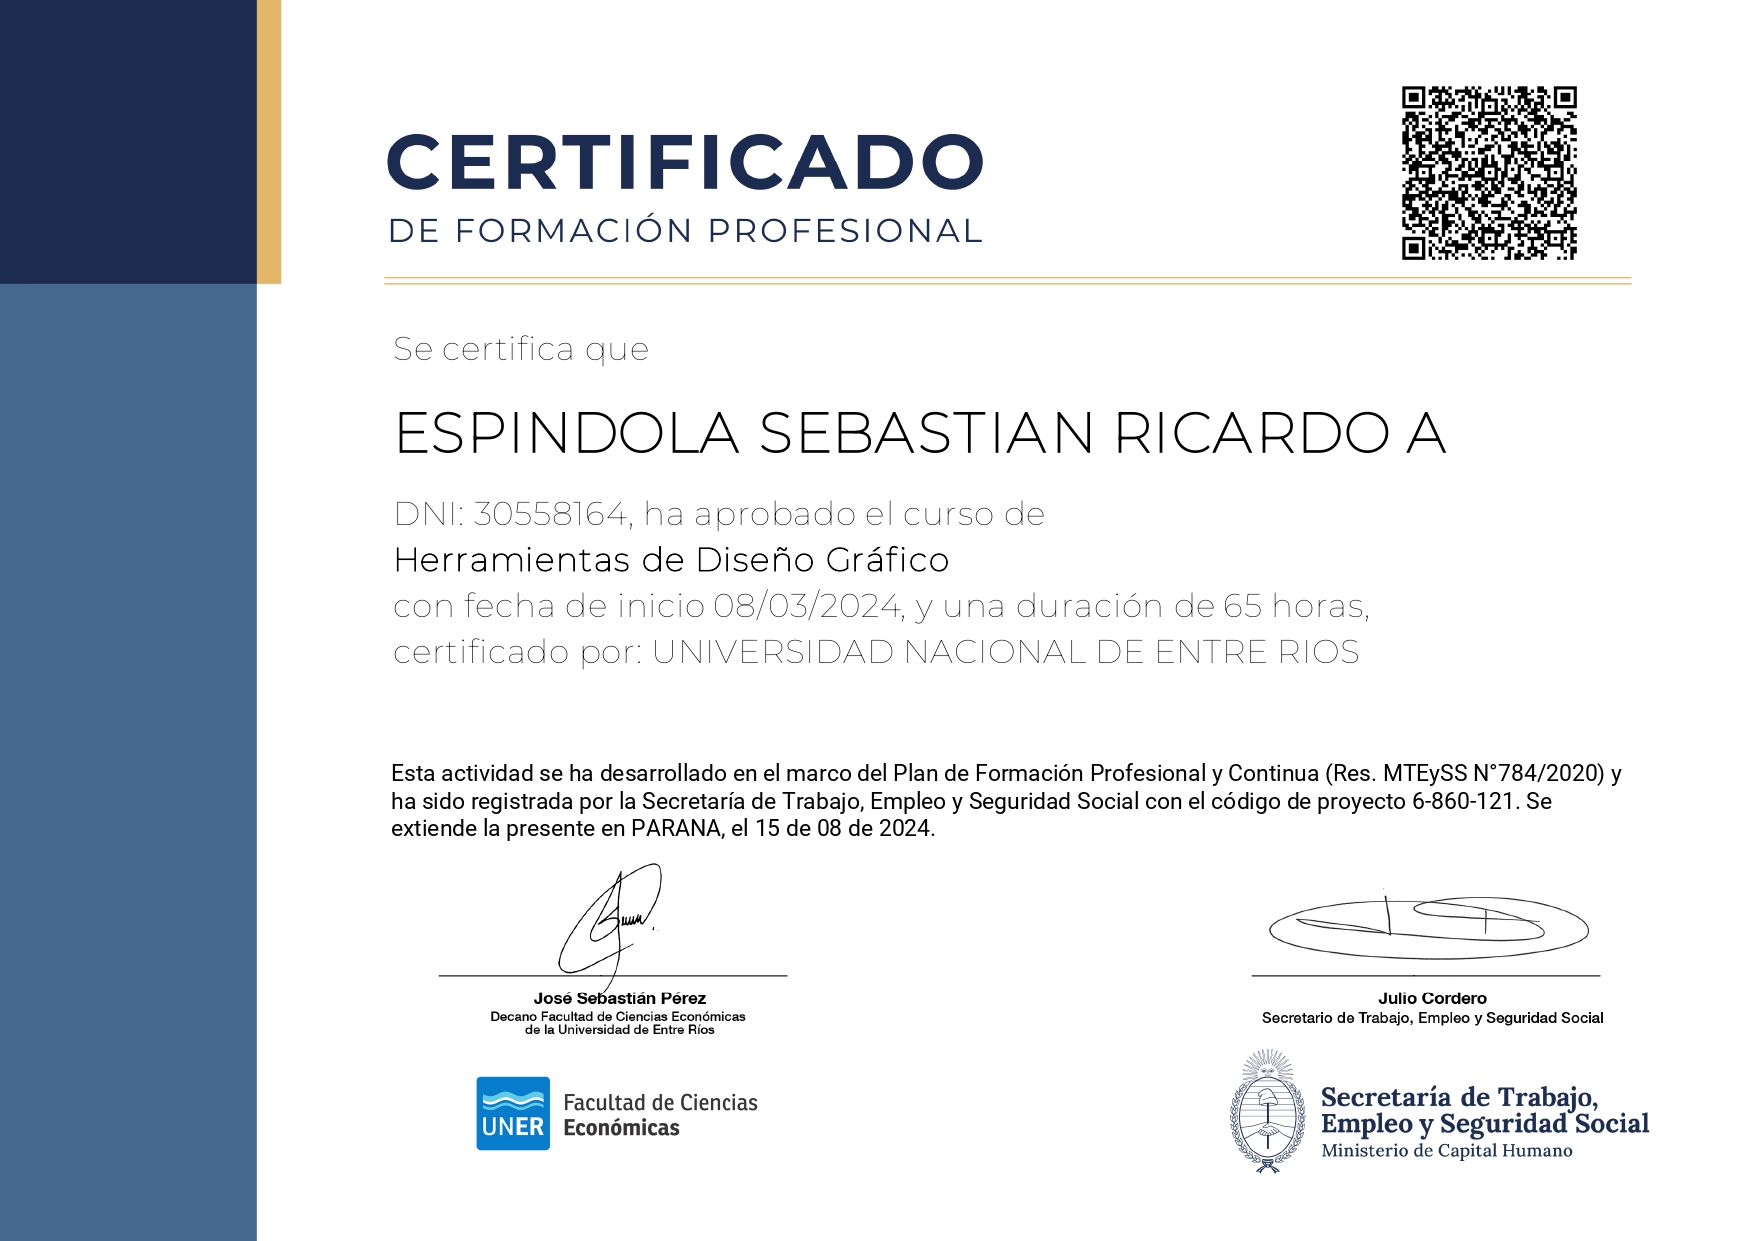 CERTIFICADO
DE FORMACIÓN PROFESIONAL
Se certifica que
ESPINDOLA SEBASTIAN RICARDO A
DNI: 30558164, ha aprobado el curso de
Herramientas de Diseño Gráfico
con fecha de inicio 08/03/2024, y una duración de 65 horas,
certificado por: UNIVERSIDAD NACIONAL DE ENTRE RIOS
Esta actividad se ha desarrollado en el marco del Plan de Formación Profesional y Continua (Res. MTEySS N°784/2020) y
ha sido registrada por la Secretaría de Trabajo, Empleo y Seguridad Social con el código de proyecto 6-860-121. Se
extiende la presente en PARANA, el 15 de 08 de 2024.
José Sebastián Pérez
Decano Facultad de Ciencias Económicas
de la Universidad de Entre Ríos
Julio Cordero
Secretario de Trabajo, Empleo y Seguridad Social
UNER
Facultad de Ciencias
Económicas
Secretaría de Trabajo,
Empleo y Seguridad Social
Ministerio de Capital Humano